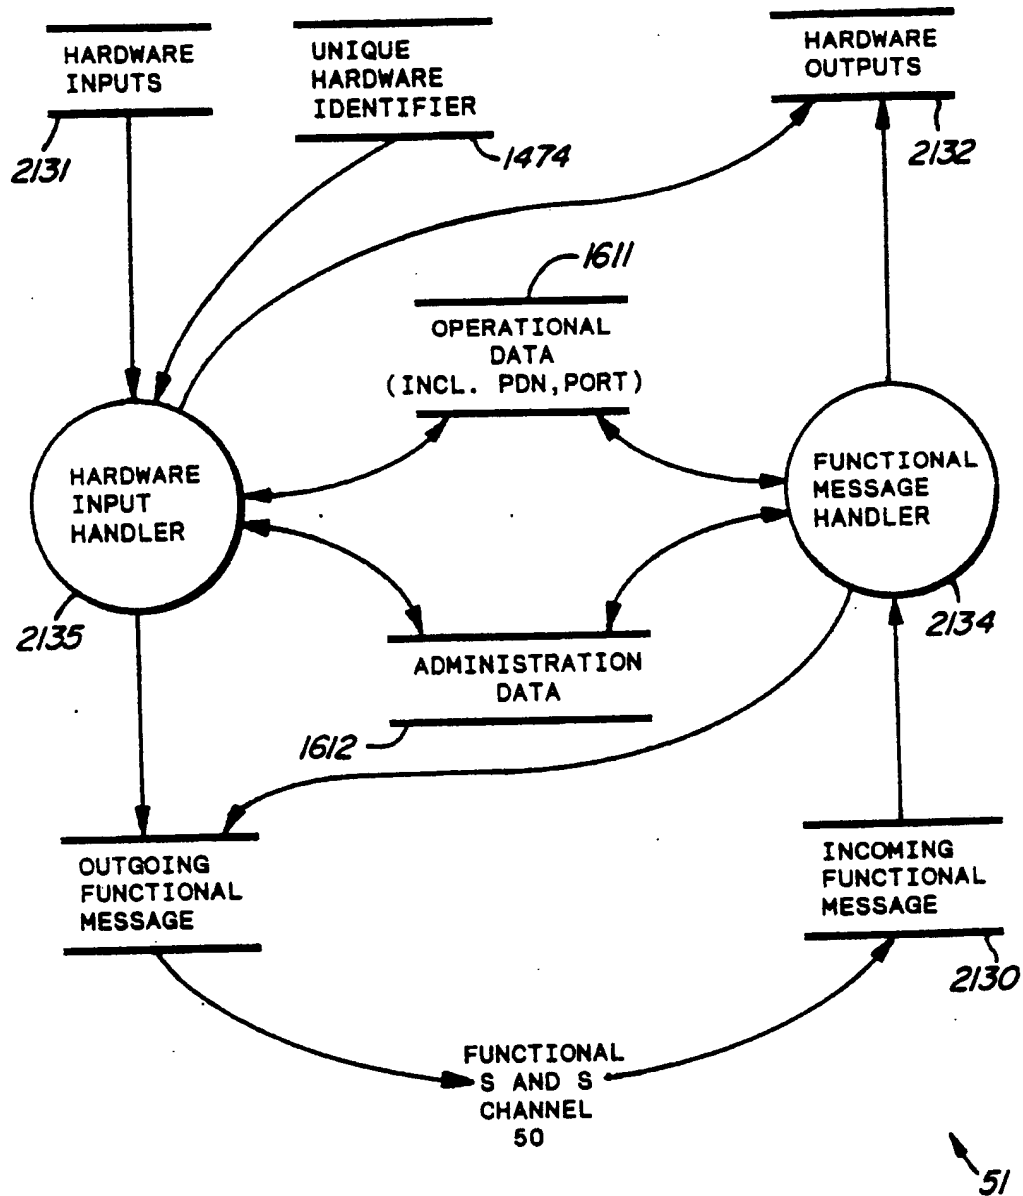 HARDWARE
INPUTS
2131
UNIQUE
HARDWARE
IDENTIFIER
1474
HARDWARE
OUTPUTS
2132
1611
OPERATIONAL
DATA
(INCL. PDN,PORT)
HARDWARE
INPUT
HANDLER
2135
FUNCTIONAL
MESSAGE
HANDLER
2134
ADMINISTRATION
DATA
1612
OUTGOING
FUNCTIONAL
MESSAGE
INCOMING
FUNCTIONAL
MESSAGE
2130
FUNCTIONAL
S AND S
CHANNEL
50
51